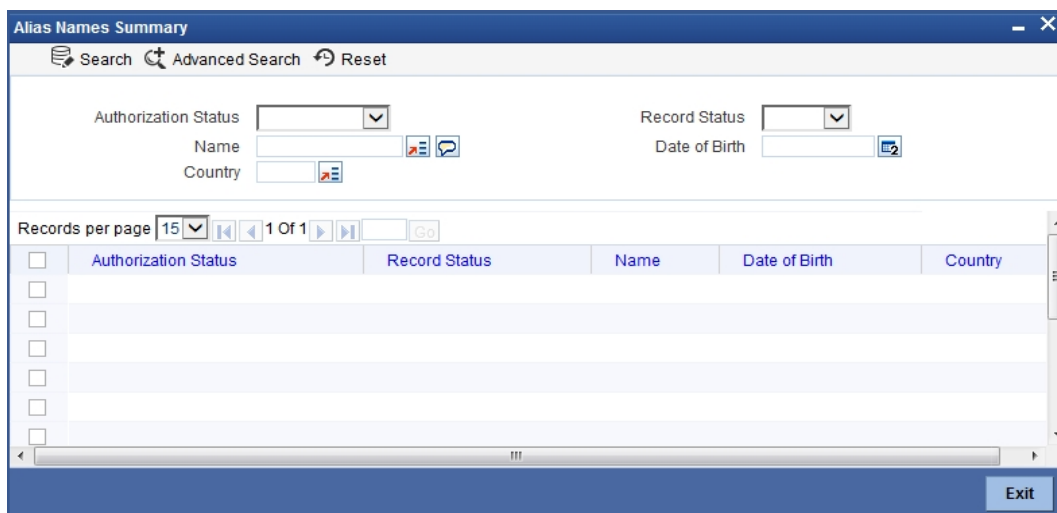 Alias Names Summary
Search Advanced Search Reset
Authorization Status Record Status
Name Date of Birth
Country
Records per page 15 1 Of 1 Go
Authorization Status Record Status Name Date of Birth Country
Exit